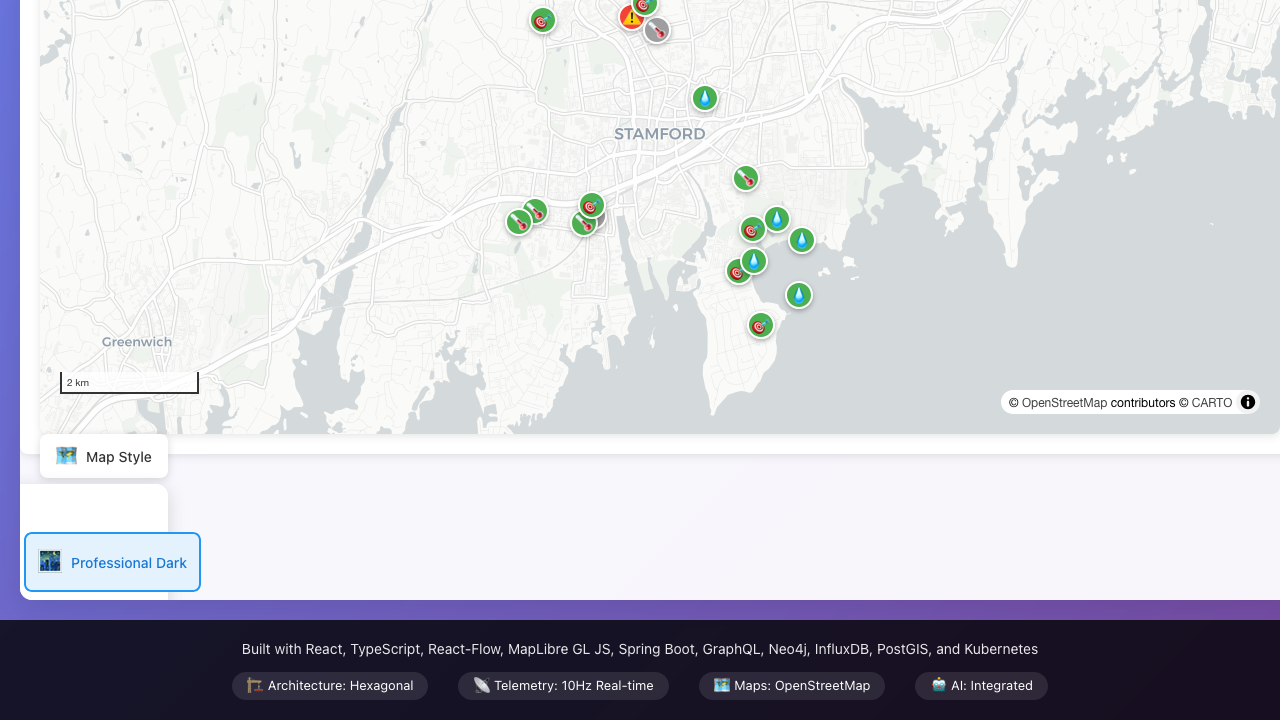 STAMFORD
Greenwich
2 km
© OpenStreetMap contributors © CARTO
Map Style
Professional Dark
Built with React, TypeScript, React-Flow, MapLibre GL JS, Spring Boot, GraphQL, Neo4j, InfluxDB, PostGIS, and Kubernetes
Architecture: Hexagonal
Telemetry: 10Hz Real-time
Maps: OpenStreetMap
AI: Integrated